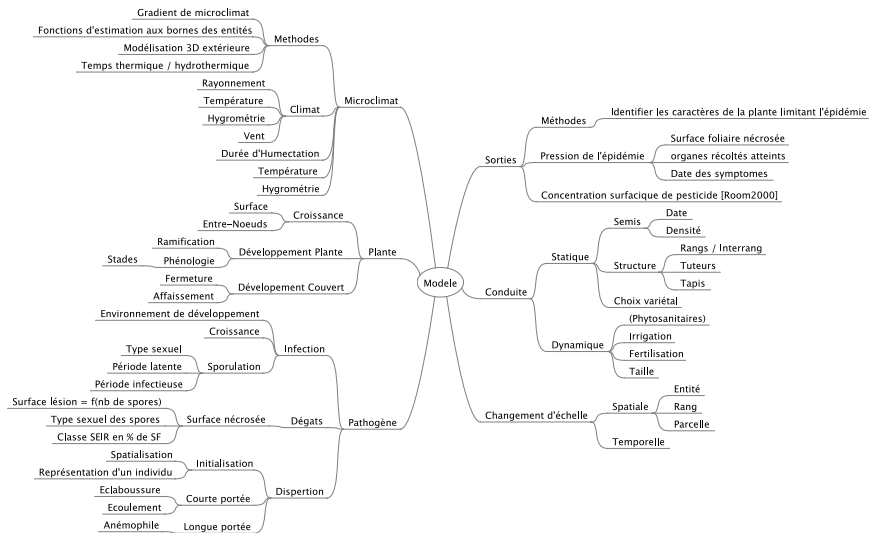 Modele
Microclimat
Methodes
Gradient de microclimat
Fonctions d'estimation aux bornes des entités
Modélisation 3D extérieure
Temps thermique / hydrothermique
Climat
Rayonnement
Température
Hygrométrie
Vent
Durée d'Humectation
Température
Hygrométrie
Plante
Croissance
Surface
Entre-Noeuds
Développement Plante
Ramification
Phénologie
Stades
Dévelopement Couvert
Fermeture
Affaissement
Pathogène
Infection
Environnement de développement
Croissance
Sporulation
Type sexuel
Période latente
Période infectieuse
Dégats
Surface nécrosée
Surface lésion = f(nb de spores)
Type sexuel des spores
Classe SEIR en % de SF
Dispertion
Initialisation
Spatialisation
Représentation d'un individu
Courte portée
Eclaboussure
Ecoulement
Longue portée
Anémophile
Sorties
Méthodes
Identifier les caractères de la plante limitant l'épidémie
Pression de l'épidémie
Surface foliaire nécrosée
organes récoltés atteints
Date des symptomes
Concentration surfacique de pesticide [Room2000]
Conduite
Statique
Semis
Date
Densité
Structure
Rangs / Interrang
Tuteurs
Tapis
Choix variétal
Dynamique
(Phytosanitaires)
Irrigation
Fertilisation
Taille
Changement d'échelle
Spatiale
Entité
Rang
Parcelle
Temporelle